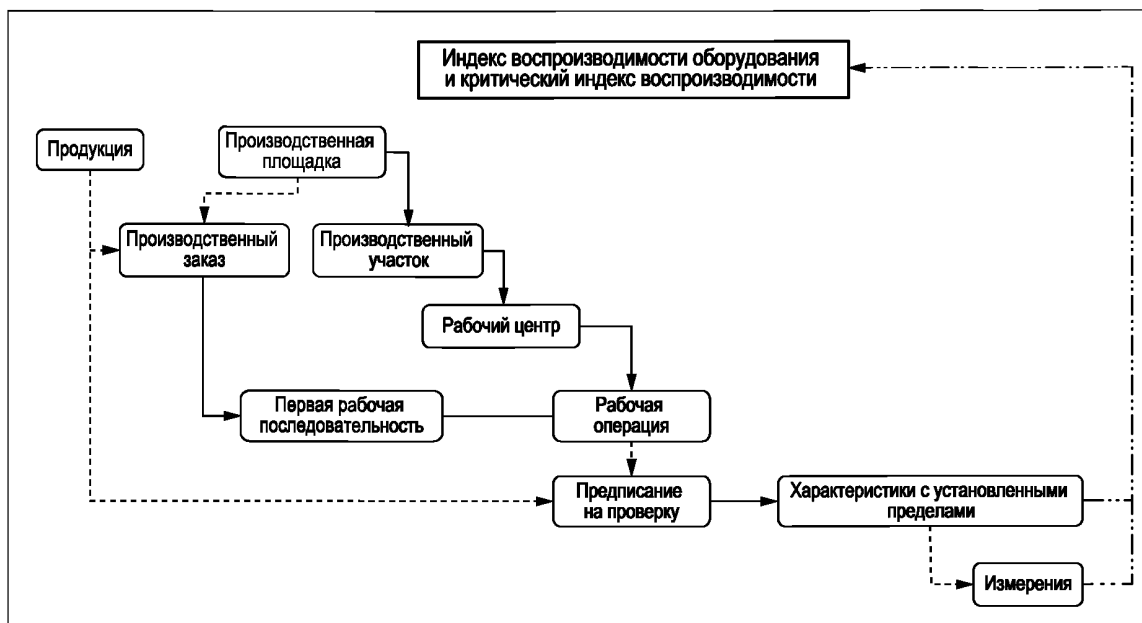 Индекс воспроизводимости оборудования
и критический индекс воспроизводимости
Продукция
Производственная
площадка
Производственный
заказ
Производственный
участок
Рабочий центр
Первая рабочая
последовательность
Рабочая
операция
Предписание
на проверку
Характеристики с установленными
пределами
Измерения